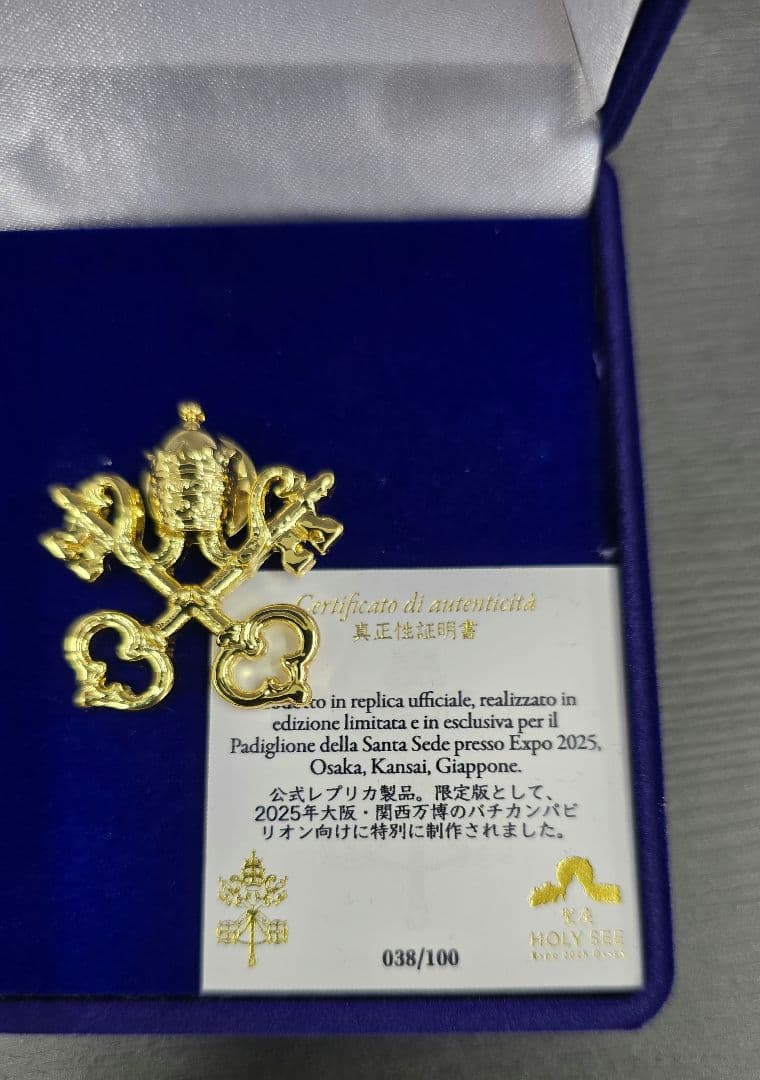 Certificato di autenticità
真正性証明書
in replica ufficiale, realizzato in
edizione limitata e in esclusiva per il
Padiglione della Santa Sede presso Expo 2025,
Osaka, Kansai, Giappone.
公式レプリカ製品。限定版として、
2025年大阪・関西万博のバチカンパビ
リオン向けに特別に制作されました。
HOLY SEE
038/100